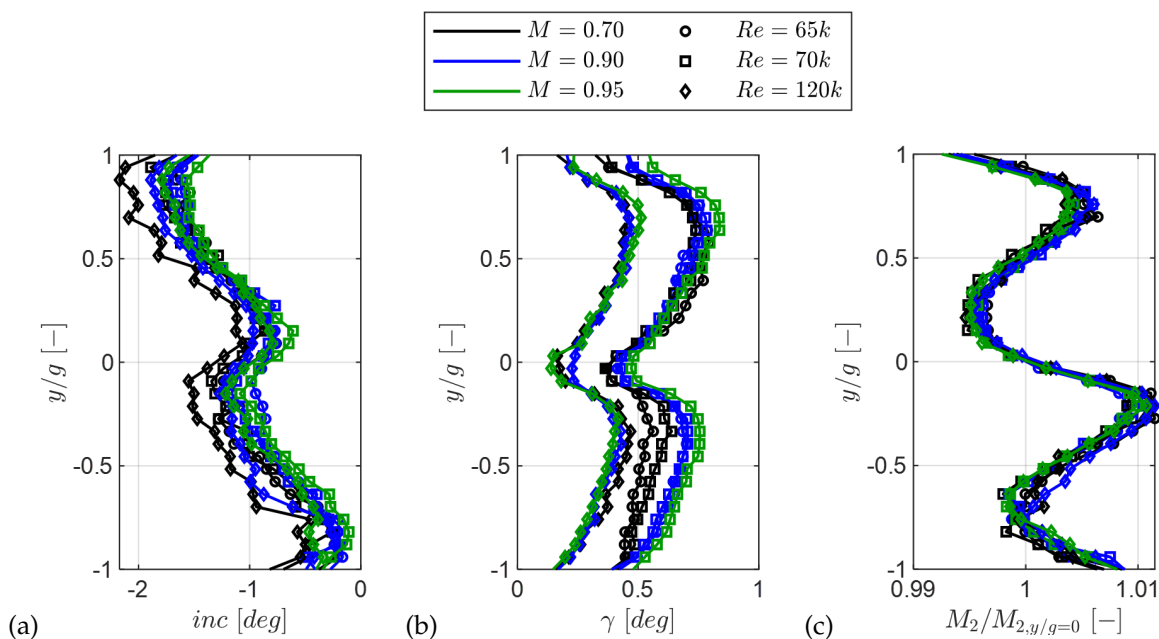 M = 0.70 Re = 65k
M = 0.90 Re = 70k
M = 0.95 Re = 120k
1 1 1
0.5 0.5 0.5
0 0 0
-0.5 -0.5 -0.5
-1 -1 -1
y/g [−] y/g [−] y/g [−]
-2 -1 0 0 0.5 1 0.99 1 1.01
(a) inc [deg] (b) γ [deg] (c) M₂/M₂,y/g=0 [−]